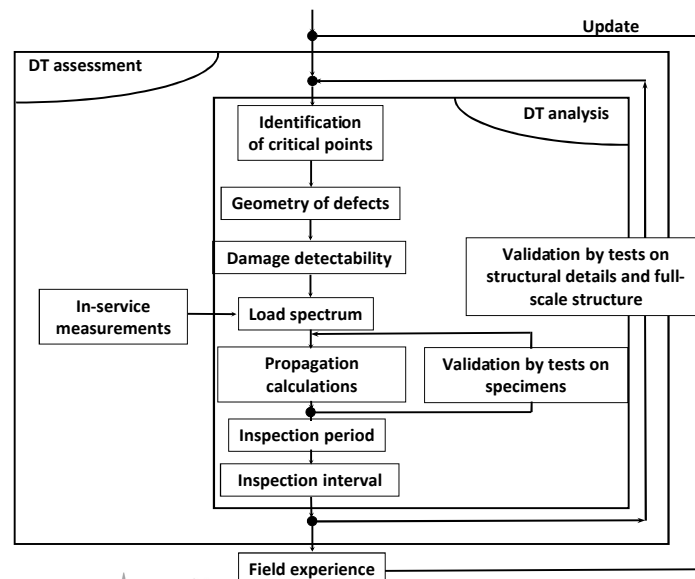 Update
DT assessment
DT analysis
Identification
of critical points
Geometry of defects
Damage detectability
Validation by tests on
structural details and full-
scale structure
In-service
measurements
Load spectrum
Propagation
calculations
Validation by tests on
specimens
Inspection period
Inspection interval
Field experience